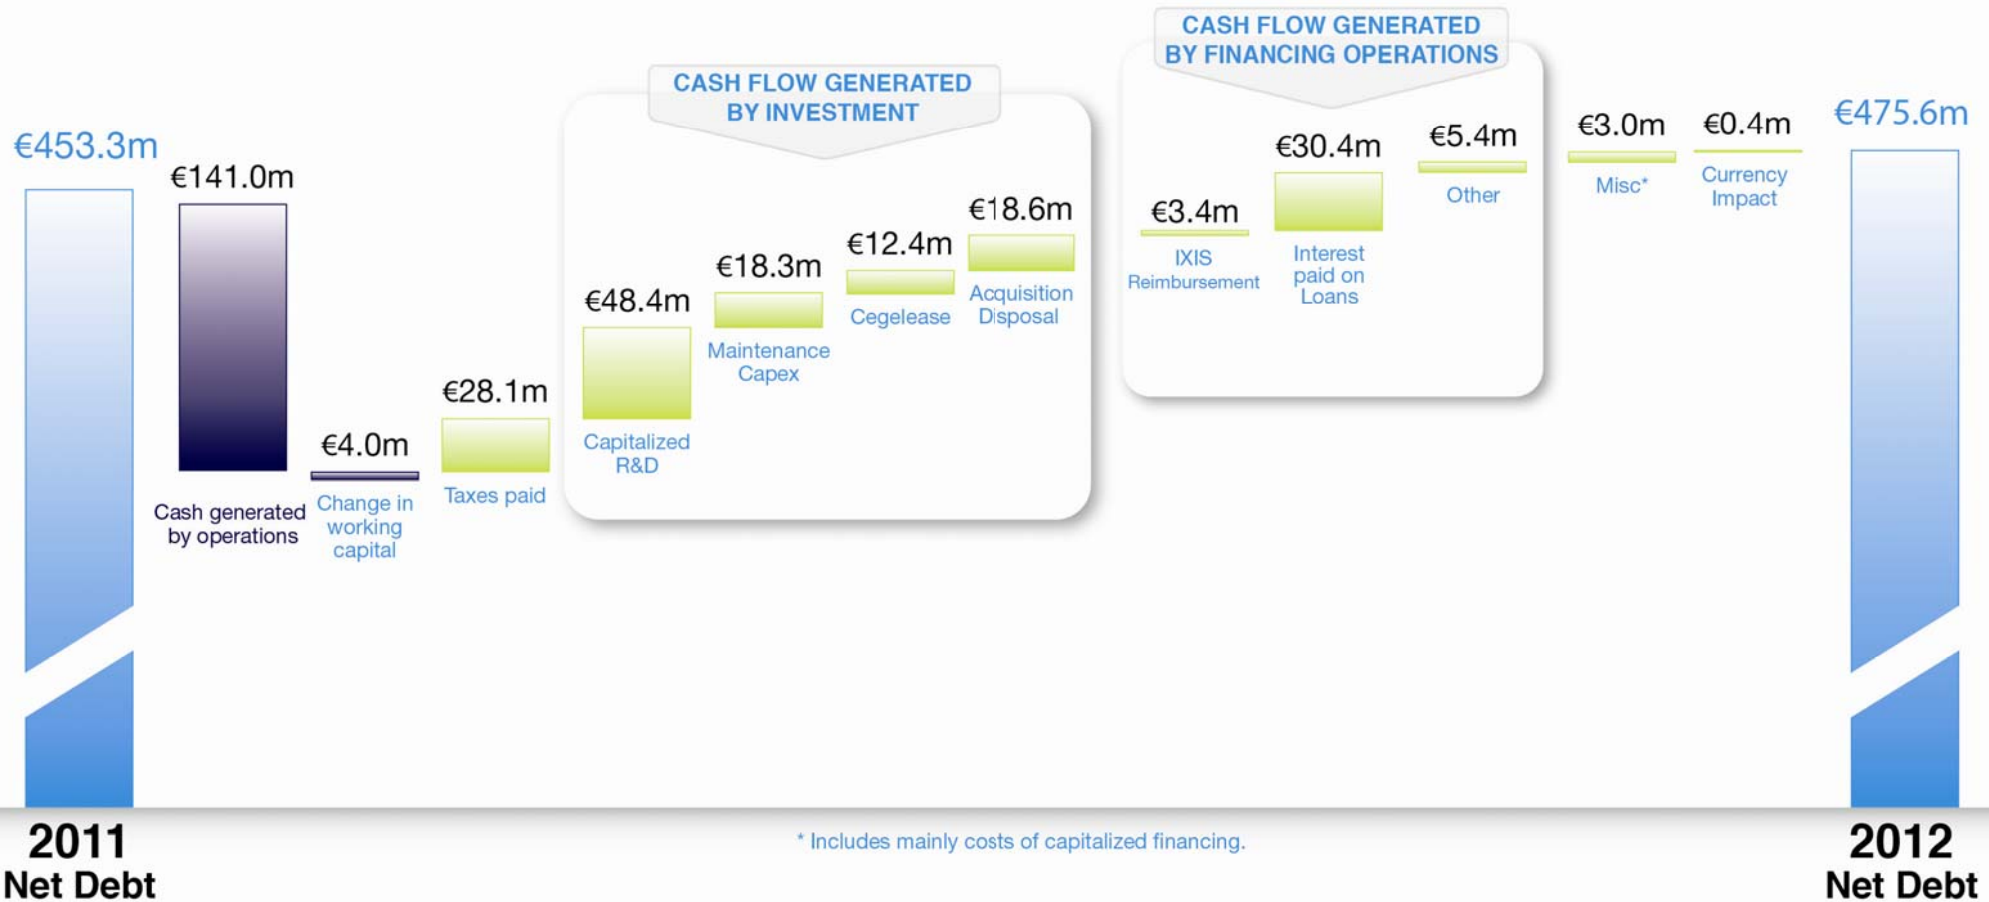 €453.3m
€141.0m
Cash generated
by operations
€4.0m
Change in
working
capital
€28.1m
Taxes paid
CASH FLOW GENERATED
BY INVESTMENT
€48.4m
Capitalized
R&D
€18.3m
Maintenance
Capex
€12.4m
Cegelease
€18.6m
Acquisition
Disposal
CASH FLOW GENERATED
BY FINANCING OPERATIONS
€3.4m
IXIS
Reimbursement
€30.4m
Interest
paid on
Loans
€5.4m
Other
€3.0m
Misc*
€0.4m
Currency
Impact
€475.6m
2011
Net Debt
* Includes mainly costs of capitalized financing.
2012
Net Debt